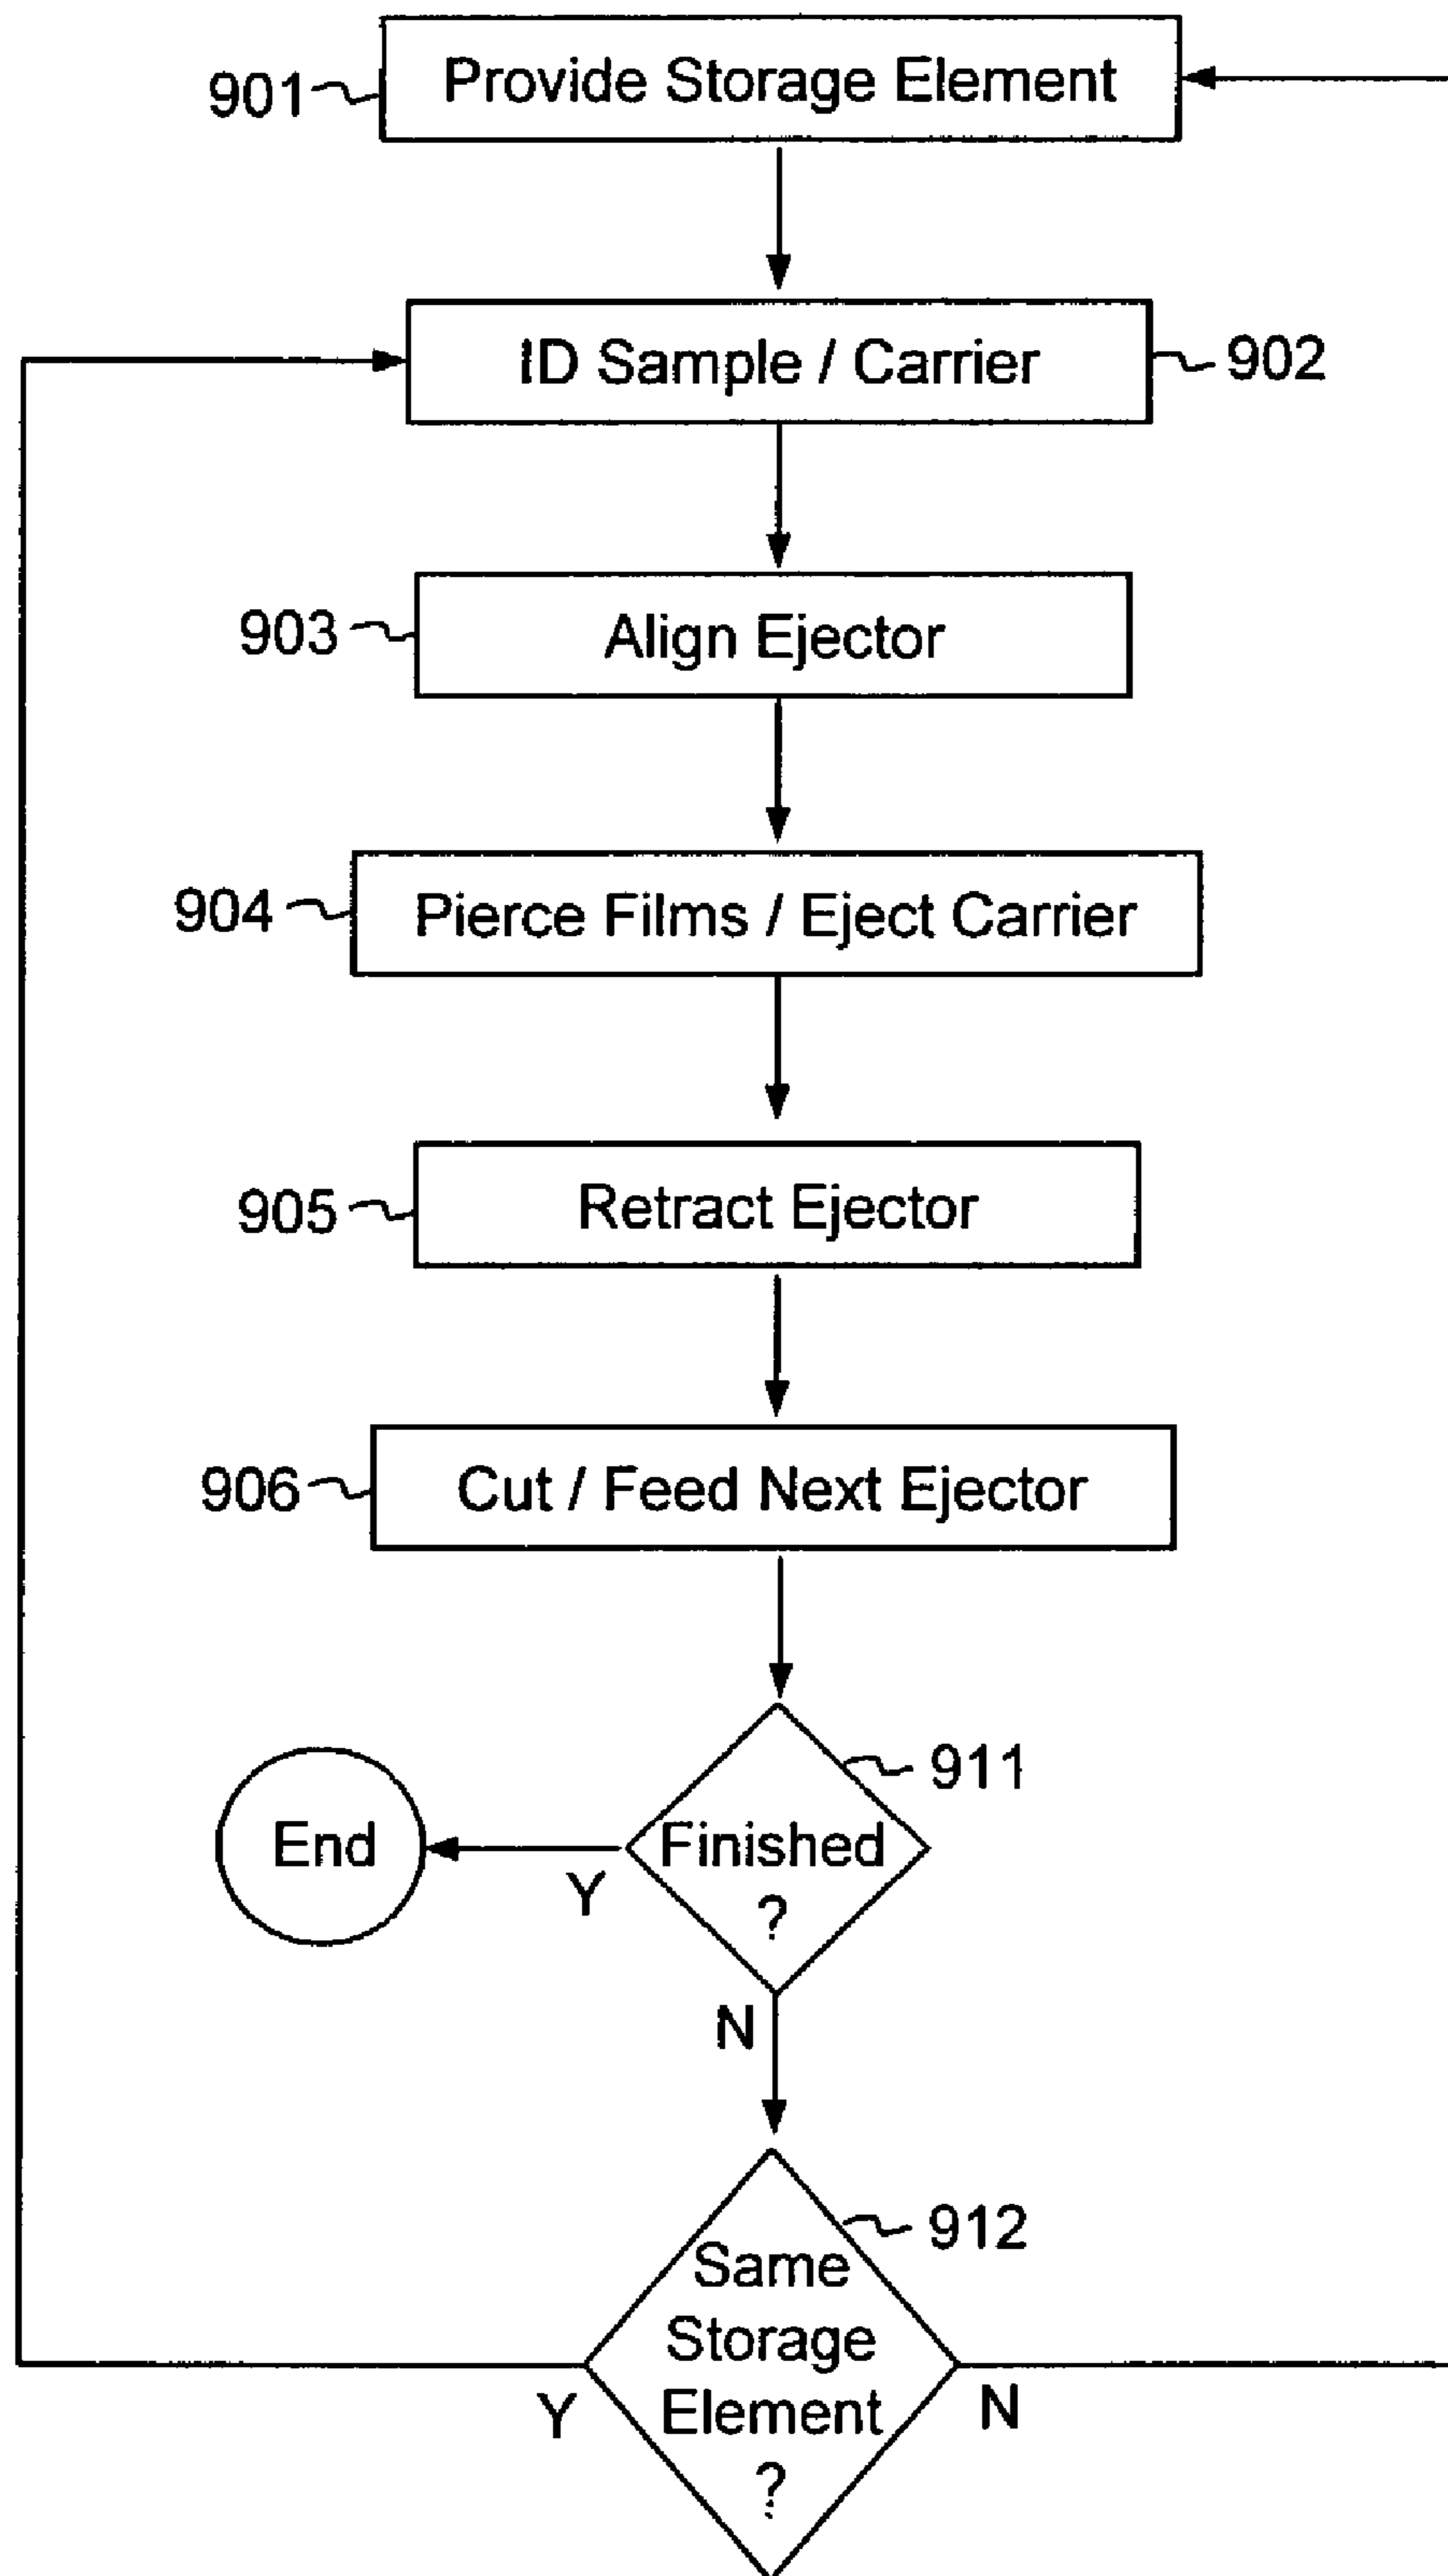 901
Provide Storage Element
ID Sample / Carrier
902
903
Align Ejector
904
Pierce Films / Eject Carrier
905
Retract Ejector
906
Cut / Feed Next Ejector
911
End
Y
Finished
?
N
912
Same
Storage
Element
?
Y
N